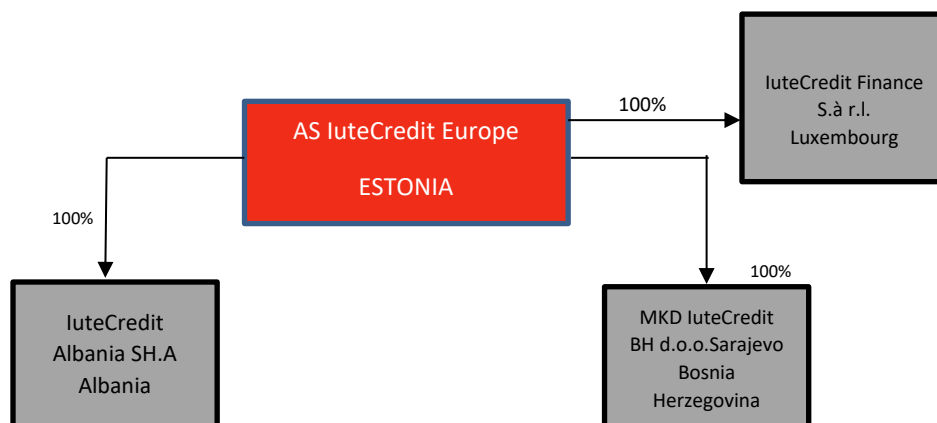 IuteCredit Finance
S.à r.l.
Luxembourg
100%
AS IuteCredit Europe
ESTONIA
100%
100%
IuteCredit
Albania SH.A
Albania
MKD IuteCredit
BH d.o.o.Sarajevo
Bosnia
Herzegovina